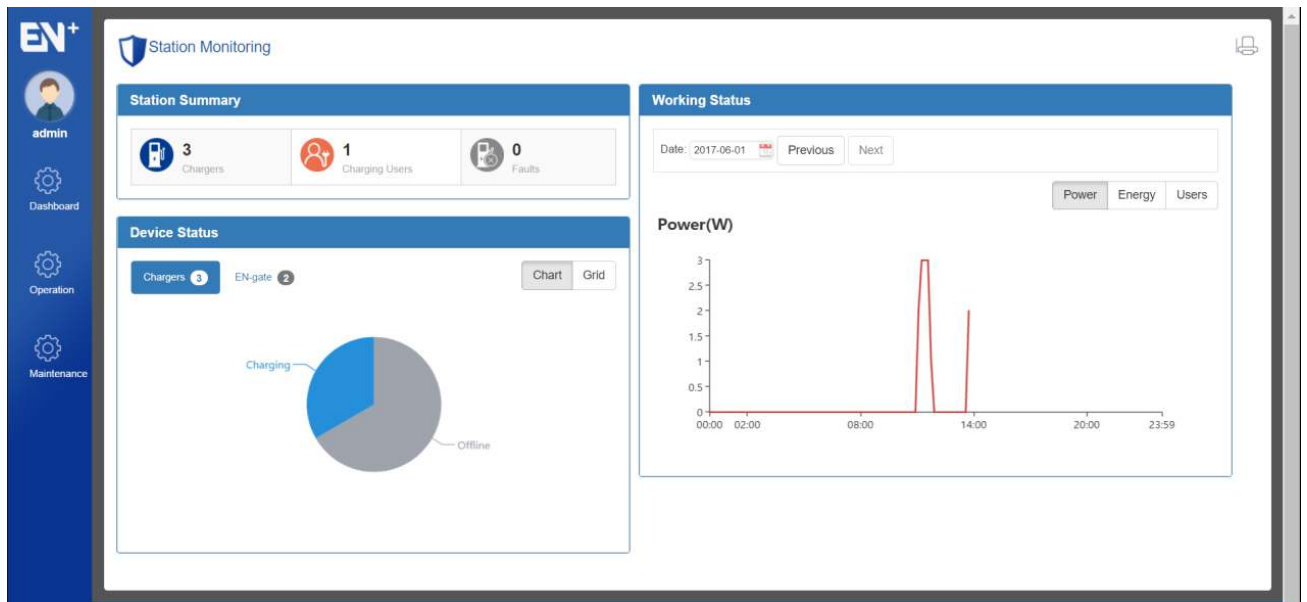 EN+
admin
Dashboard
Operation
Maintenance
Station Monitoring
Station Summary
3
Chargers
1
Charging Users
0
Faults
Device Status
Chargers 3
EN-gate 2
Chart Grid
Charging
Offline
Working Status
Date: 2017-06-01 Previous Next
Power Energy Users
Power(W)
3
2.5
2
1.5
1
0.5
0
00:00 02:00 08:00 14:00 20:00 23:59